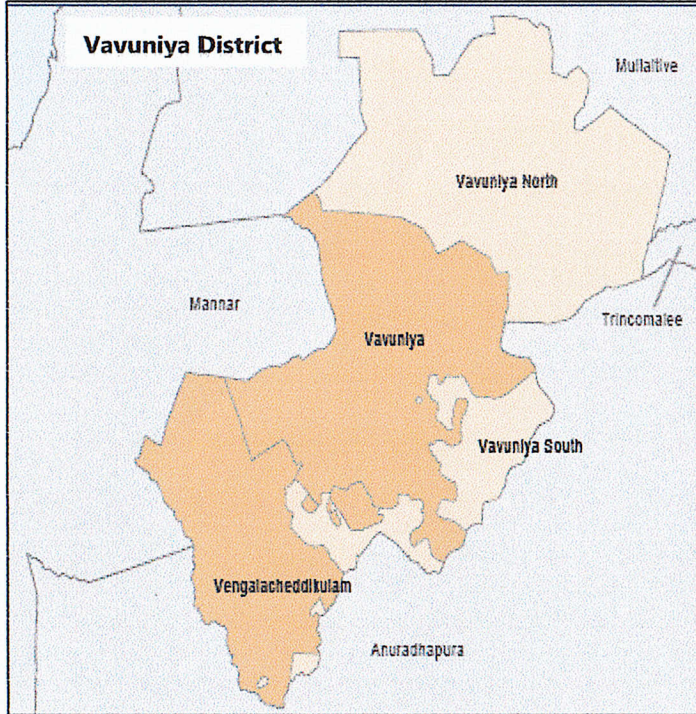 Vavuniya District
Mullaitive
Vavuniya North
Mannar
Trincomalee
Vavuniya
Vavuniya South
Vengalacheddikulam
Anuradhapura